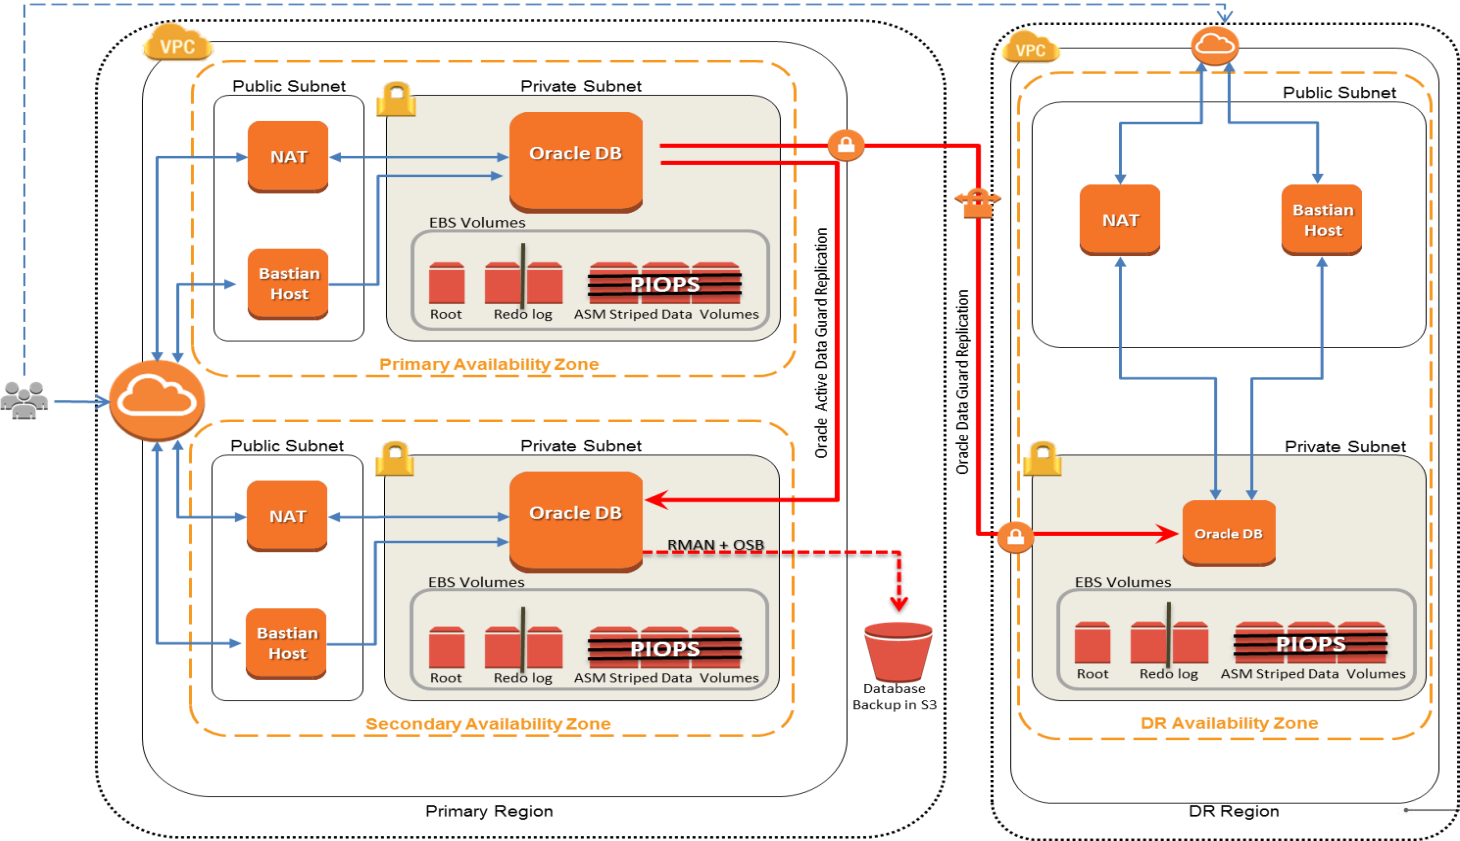 VPC
Public Subnet
Private Subnet
NAT
Oracle DB
Bastian
Host
EBS Volumes
PIOPS
Root
Redo log
ASM Striped Data Volumes
Primary Availability Zone
Oracle Active Data Guard Replication
Public Subnet
Private Subnet
NAT
Oracle DB
RMAN + OSB
Bastian
Host
EBS Volumes
PIOPS
Root
Redo log
ASM Striped Data Volumes
Secondary Availability Zone
Database
Backup in S3
Primary Region
Oracle Data Guard Replication
VPC
Public Subnet
NAT
Bastian
Host
Private Subnet
Oracle DB
EBS Volumes
PIOPS
Root
Redo log
ASM Striped Data Volumes
DR Availability Zone
DR Region